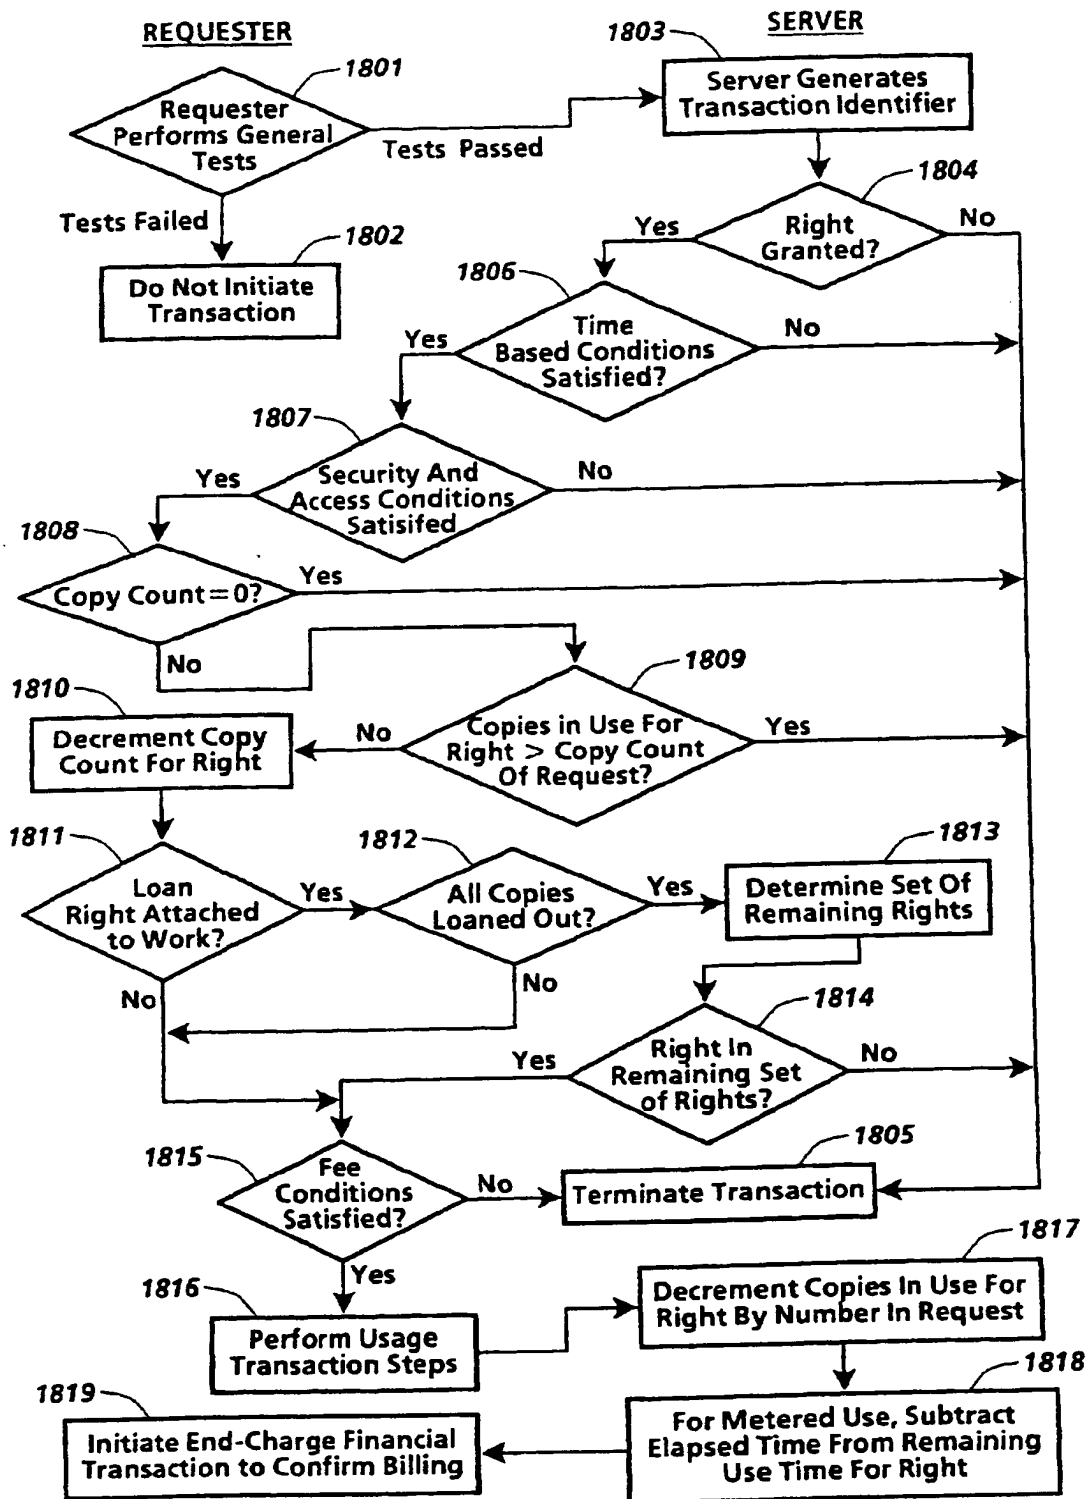 REQUESTER
SERVER
1801
1803
Requester
Performs General
Tests
Server Generates
Transaction Identifier
Tests Passed
Tests Failed
1802
Do Not Initiate
Transaction
1804
Right
Granted?
Yes
No
1806
Time
Based Conditions
Satisfied?
Yes
No
1807
Security And
Access Conditions
Satisifed
Yes
No
1808
Copy Count=0?
Yes
No
1809
Copies in Use For
Right > Copy Count
Of Request?
No
Yes
1810
Decrement Copy
Count For Right
1811
Loan
Right Attached
to Work?
Yes
No
1812
All Copies
Loaned Out?
Yes
No
1813
Determine Set Of
Remaining Rights
1814
Right In
Remaining Set
of Rights?
Yes
No
1815
Fee
Conditions
Satisfied?
No
Yes
1805
Terminate Transaction
1816
Perform Usage
Transaction Steps
1817
Decrement Copies In Use For
Right By Number In Request
1818
For Metered Use, Subtract
Elapsed Time From Remaining
Use Time For Right
1819
Initiate End-Charge Financial
Transaction to Confirm Billing